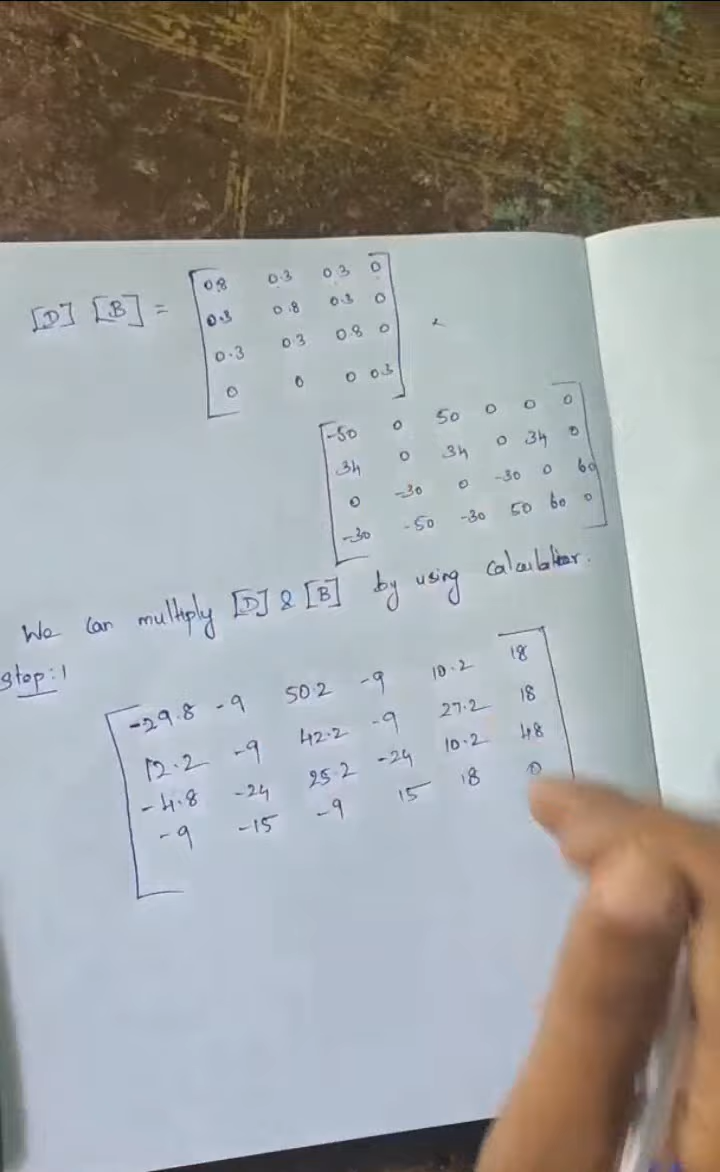 [D] [B] =
0.8 0.3 0.3 0
0.3 0.8 0.3 0
0.3 0.3 0.8 0
0 0 0 0.3
×
-50 0 50 0 0 0
34 0 34 0 34 0
0 -30 0 -30 0 60
-30 -50 -30 50 60 0
We can multiply [D] & [B] by using calculator.
Step:1
-29.8 -9 50.2 -9 10.2 18
12.2 -9 42.2 -9 27.2 18
-4.8 -24 25.2 -24 10.2 48
-9 -15 -9 15 18 0